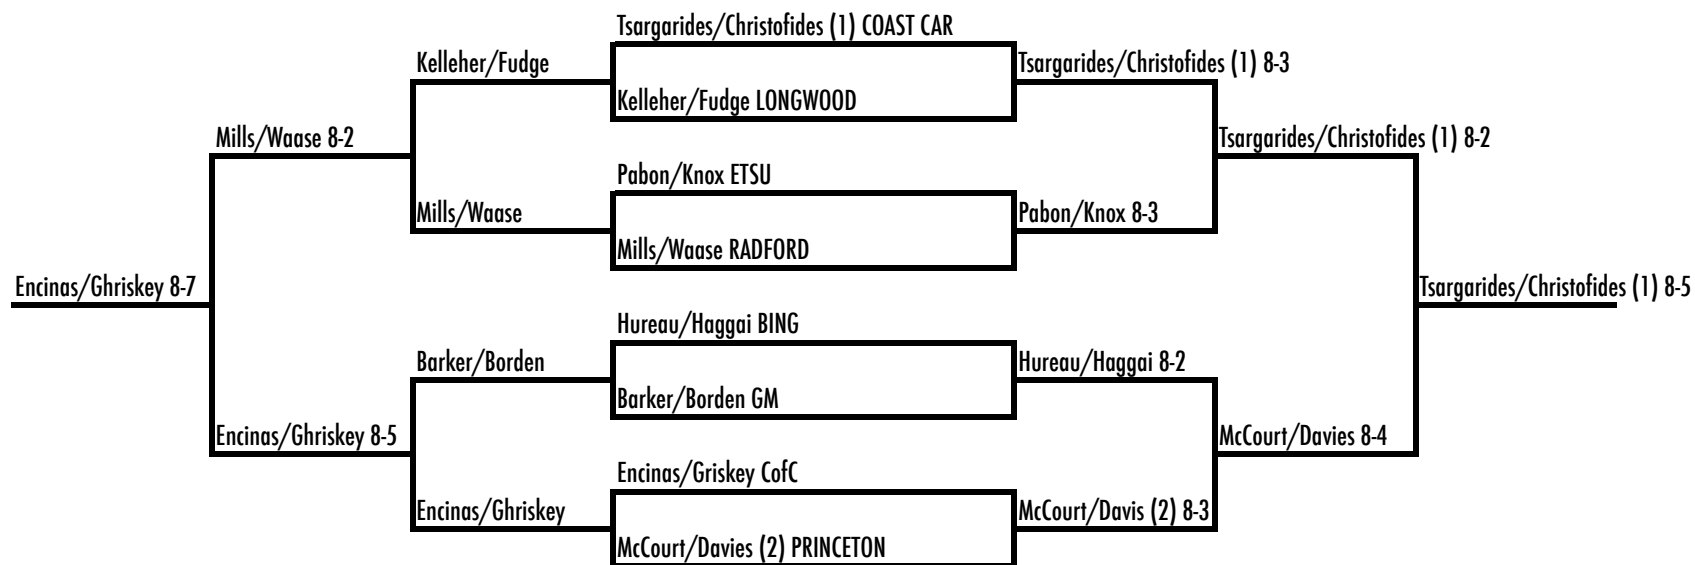 Tsargarides/Christofides (1) COAST CAR
Kelleher/Fudge
Tsargarides/Christofides (1) 8-3
Kelleher/Fudge LONGWOOD
Mills/Waase 8-2
Tsargarides/Christofides (1) 8-2
Pabon/Knox ETSU
Mills/Waase
Pabon/Knox 8-3
Mills/Waase RADFORD
Encinas/Ghriskey 8-7
Tsargarides/Christofides (1) 8-5
Hureau/Haggai BING
Barker/Borden
Hureau/Haggai 8-2
Barker/Borden GM
Encinas/Ghriskey 8-5
McCourt/Davies 8-4
Encinas/Griskey CofC
Encinas/Ghriskey
McCourt/Davis (2) 8-3
McCourt/Davies (2) PRINCETON